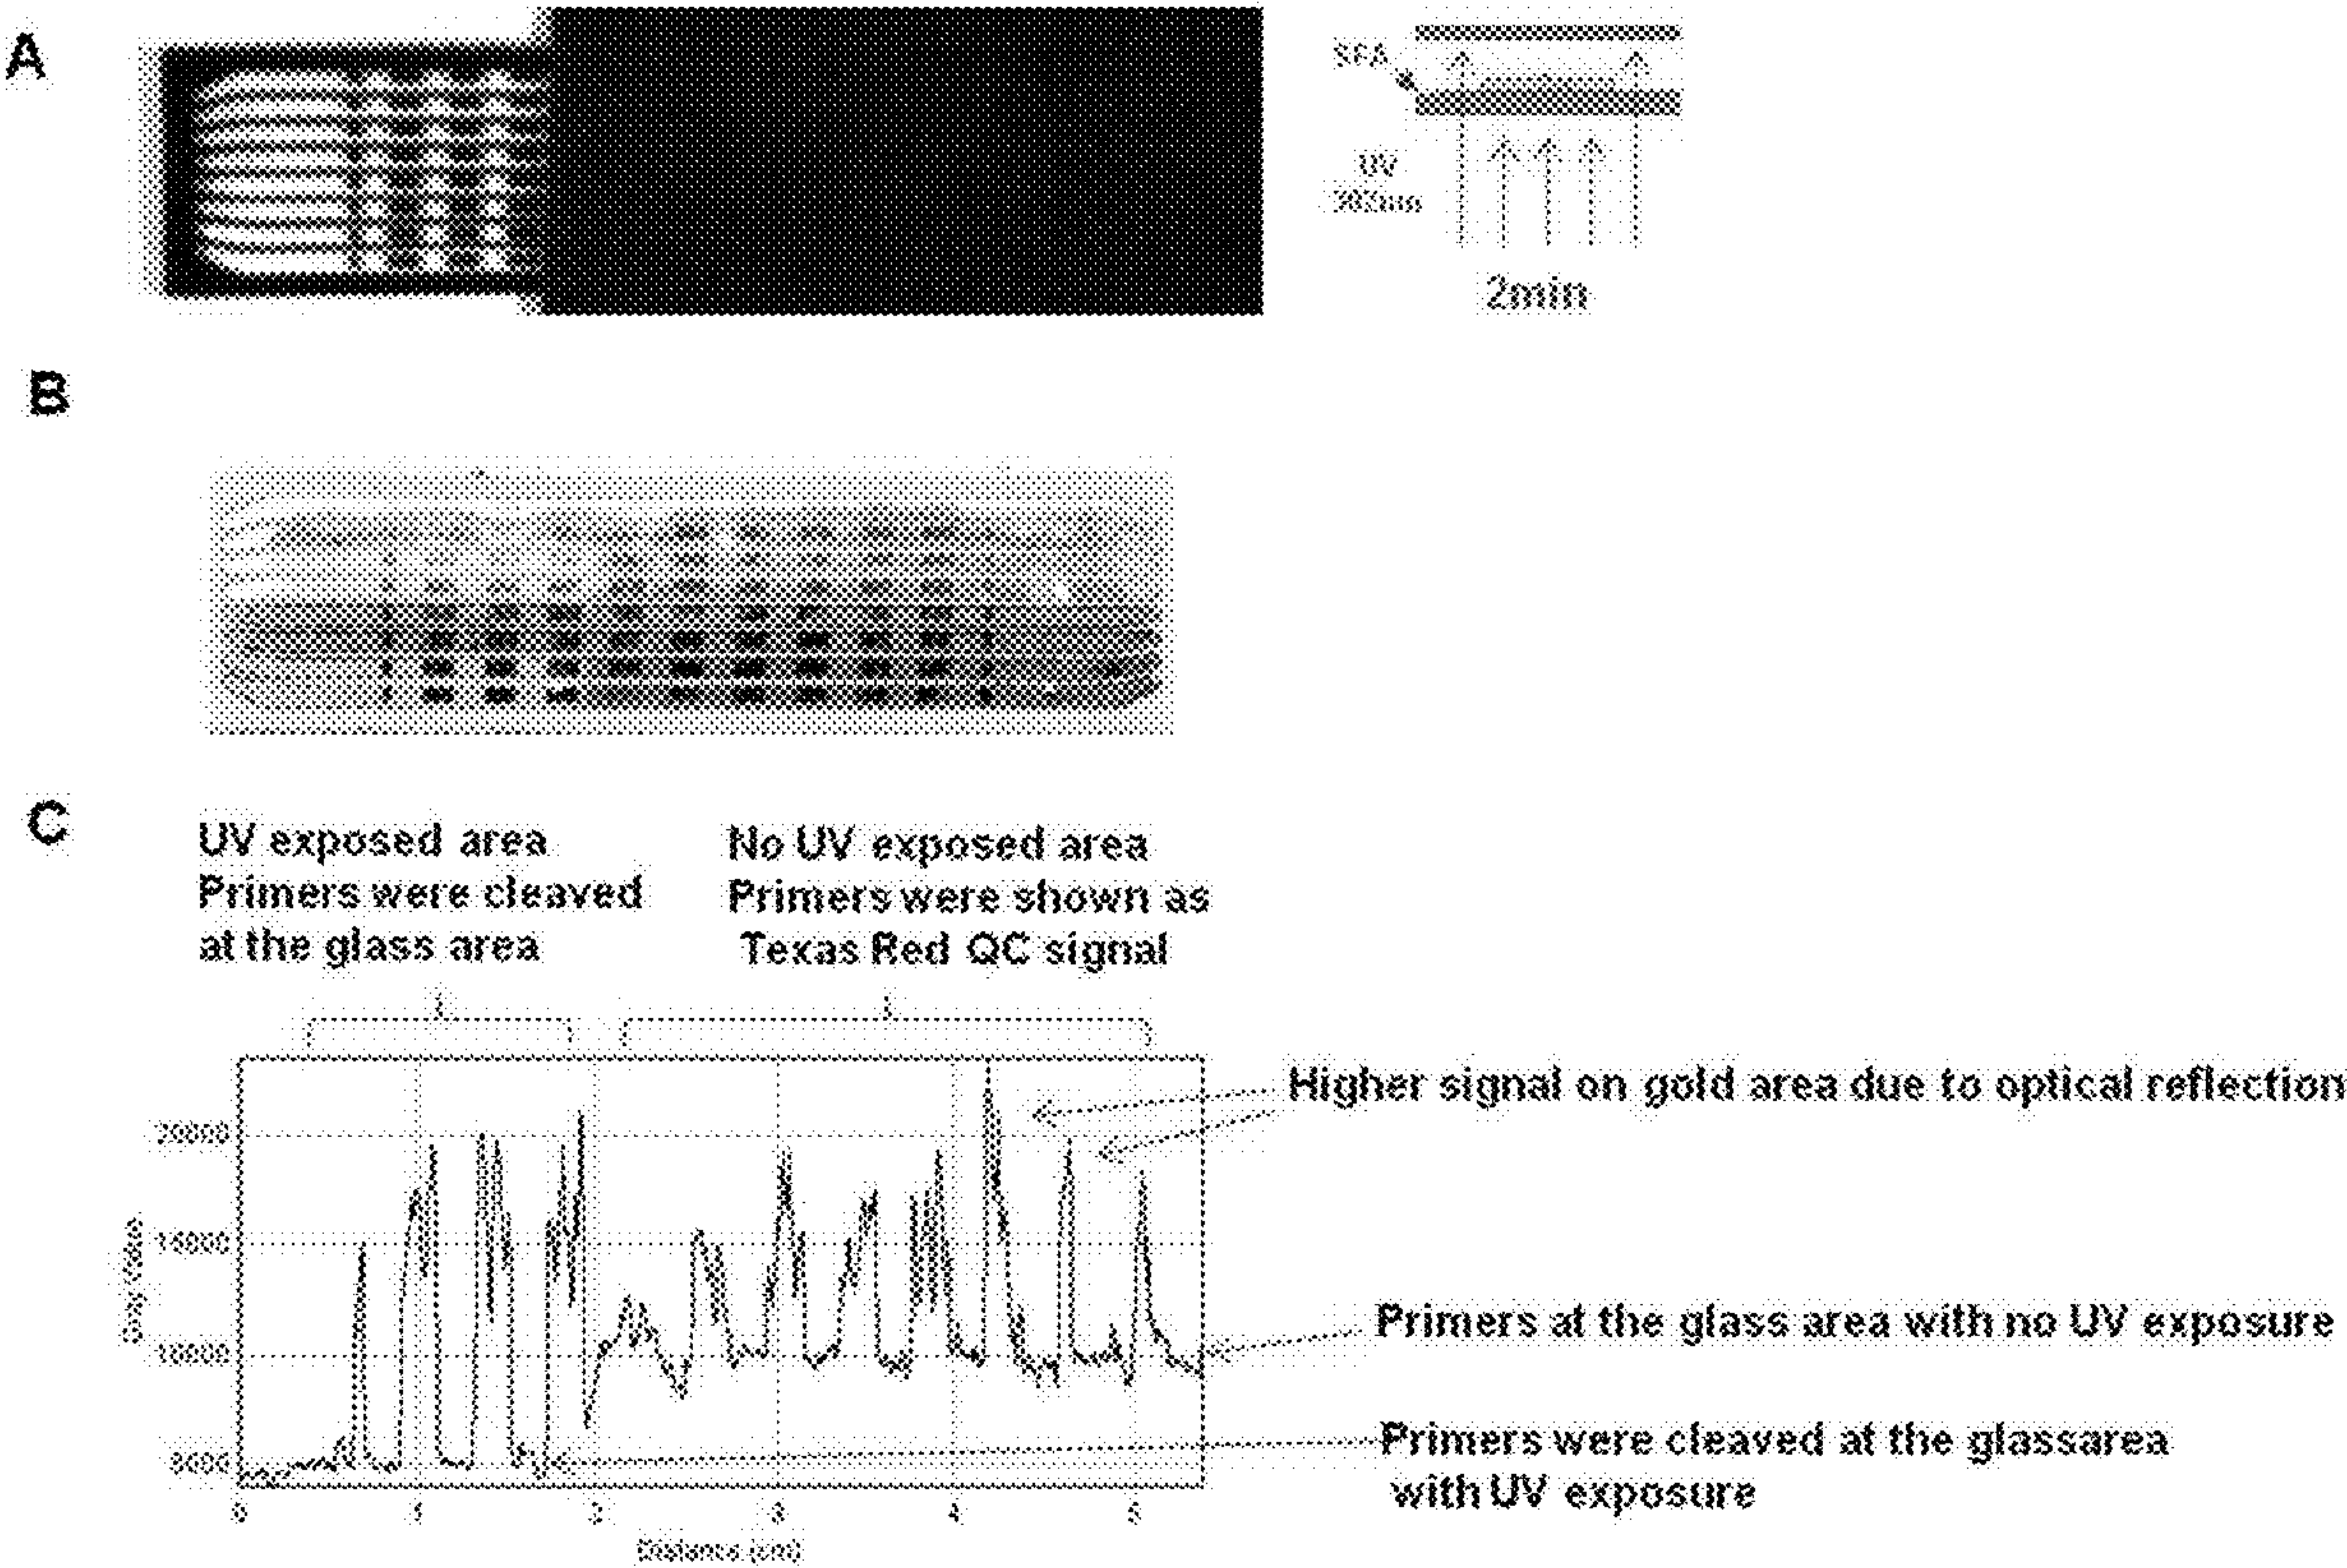 A
SFA
UV
302nm
2min
B
C
UV exposed area
Primers were cleaved
at the glass area
No UV exposed area
Primers were shown as
Texas Red QC signal
Higher signal on gold area due to optical reflection
Primers at the glass area with no UV exposure
Primers were cleaved at the glassarea
with UV exposure
0 1 2 3 4 5
Distance (cm)